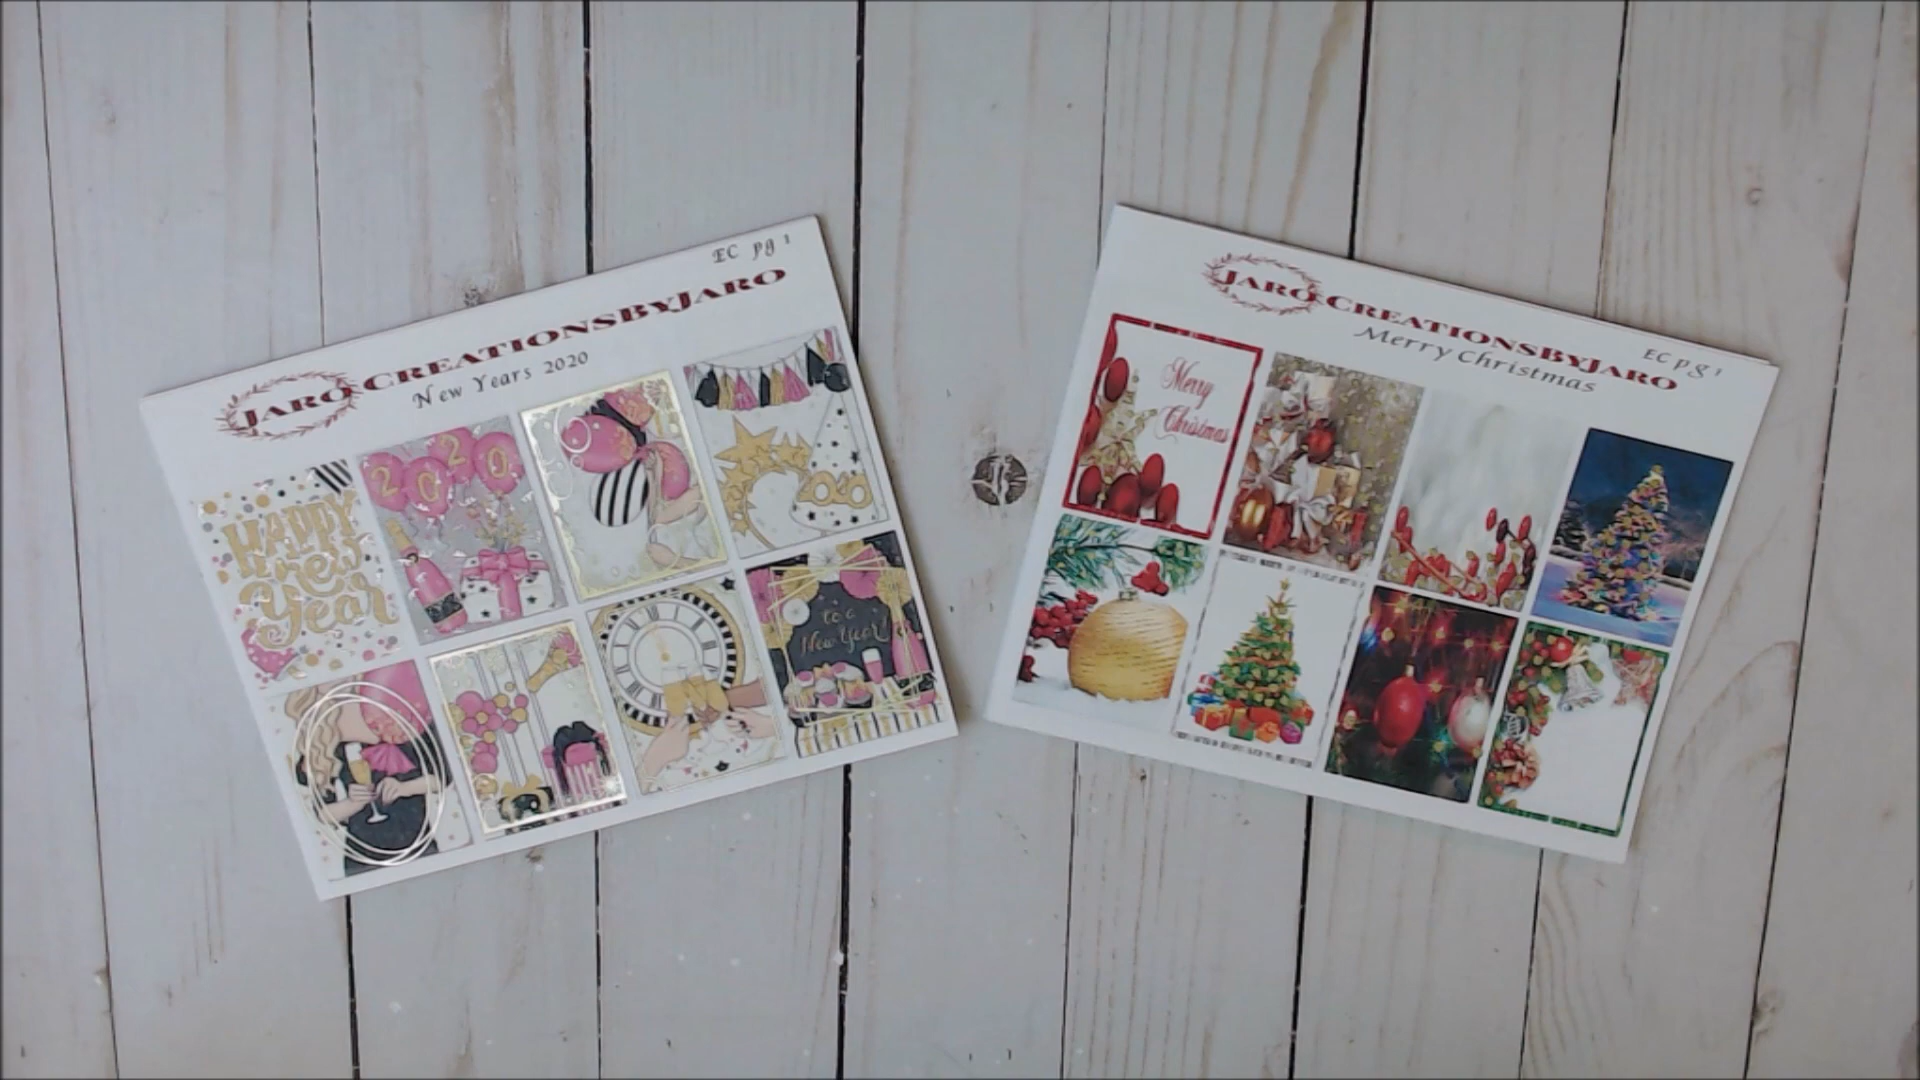 EC pg 1
JARO CREATIONSBYJARO
New Years 2020
HAPPY
New
Year
2020
2020
to a
New Year!
JARO CREATIONSBYJARO
EC pg 1
Merry Christmas
Merry
Christmas